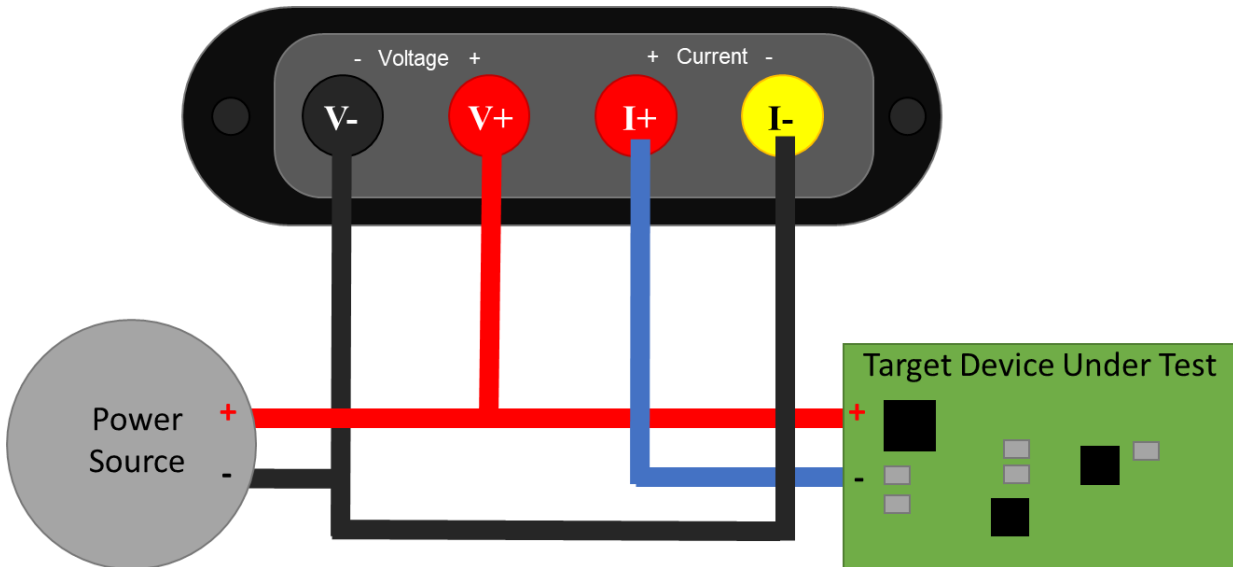 - Voltage +
+ Current -
V-
V+
I+
I-
Target Device Under Test
Power
Source
+
-
+
-